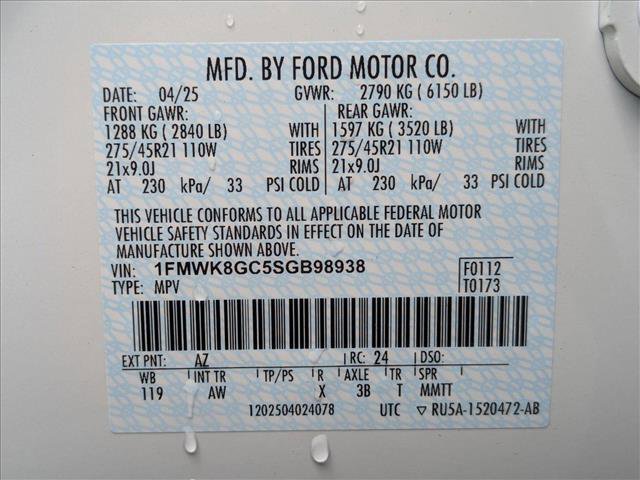 MFD. BY FORD MOTOR CO.
DATE: 04/25 GVWR: 2790 KG ( 6150 LB)
FRONT GAWR: REAR GAWR:
1288 KG ( 2840 LB) WITH 1597 KG ( 3520 LB) WITH
275/45R21 110W TIRES 275/45R21 110W TIRES
21x9.0J RIMS 21x9.0J RIMS
AT 230 kPa/ 33 PSI COLD AT 230 kPa/ 33 PSI COLD
THIS VEHICLE CONFORMS TO ALL APPLICABLE FEDERAL MOTOR
VEHICLE SAFETY STANDARDS IN EFFECT ON THE DATE OF
MANUFACTURE SHOWN ABOVE.
VIN: 1FMWK8GC5SGB98938 F0112
TYPE: MPV T0173
EXT PNT: AZ RC: 24 DSO:
WB INT TR TP/PS R AXLE TR SPR
119 AW X 3B T MMTT
1202504024078 UTC ▽ RU5A-1520472-AB